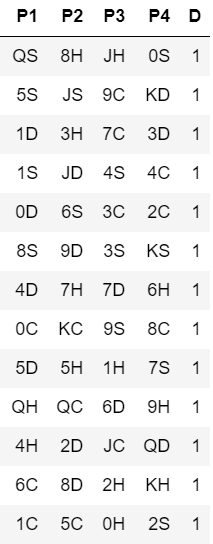 P1 P2 P3 P4 D
QS 8H JH 0S 1
5S JS 9C KD 1
1D 3H 7C 3D 1
1S JD 4S 4C 1
0D 6S 3C 2C 1
8S 9D 3S KS 1
4D 7H 7D 6H 1
0C KC 9S 8C 1
5D 5H 1H 7S 1
QH QC 6D 9H 1
4H 2D JC QD 1
6C 8D 2H KH 1
1C 5C 0H 2S 1